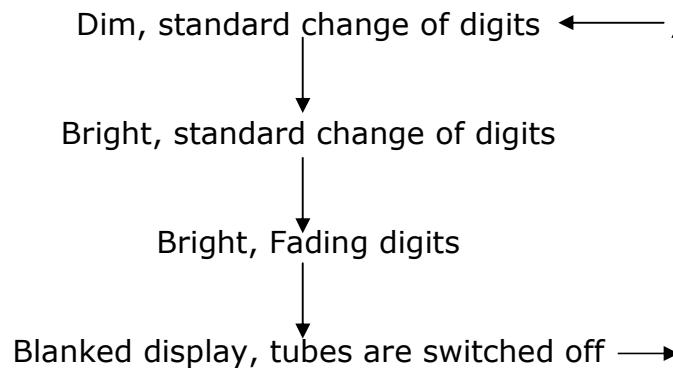 Dim, standard change of digits
Bright, standard change of digits
Bright, Fading digits
Blanked display, tubes are switched off